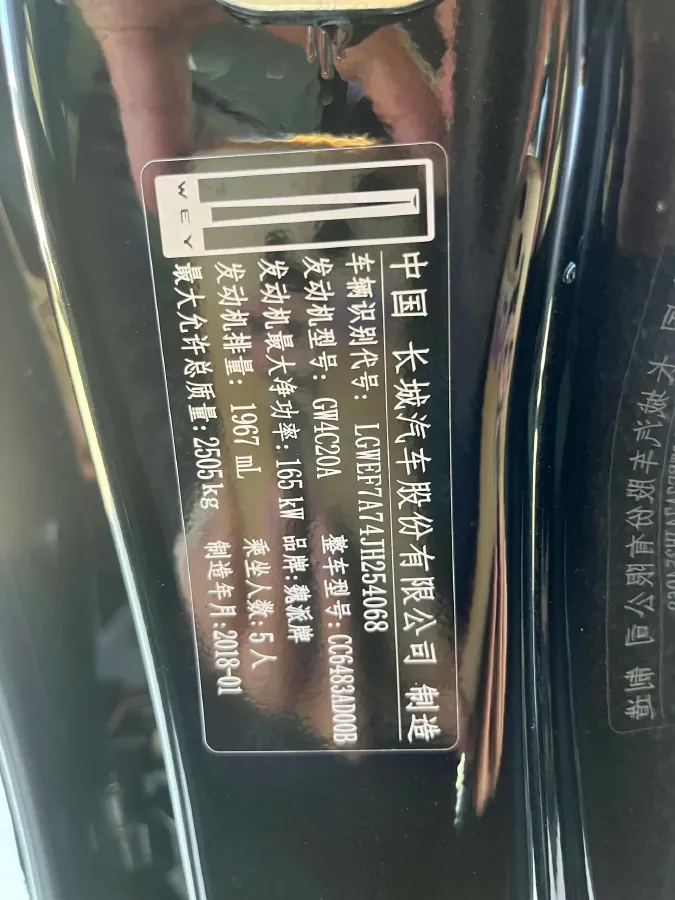 WEY
中国 长城汽车股份有限公司 制造
车辆识别代号: LGWEF7A74JH254068
发动机型号: GW4C20A 整车型号: CC6483AD00B
发动机最大净功率: 165 kW 品牌: 魏派牌
发动机排量: 1967 mL 乘坐人数: 5 人
最大允许总质量: 2505 kg 制造年月: 2018-01